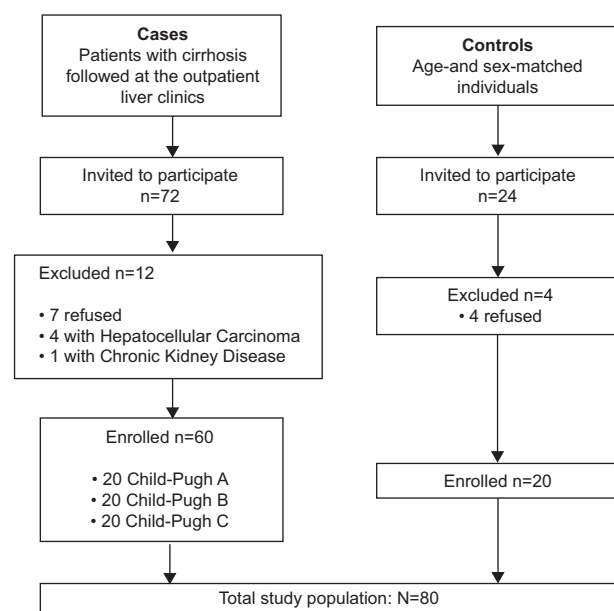 Cases
Patients with cirrhosis
followed at the outpatient
liver clinics
Invited to participate
n=72
Excluded n=12
• 7 refused
• 4 with Hepatocellular Carcinoma
• 1 with Chronic Kidney Disease
Enrolled n=60
• 20 Child-Pugh A
• 20 Child-Pugh B
• 20 Child-Pugh C
Controls
Age-and sex-matched
individuals
Invited to participate
n=24
Excluded n=4
• 4 refused
Enrolled n=20
Total study population: N=80